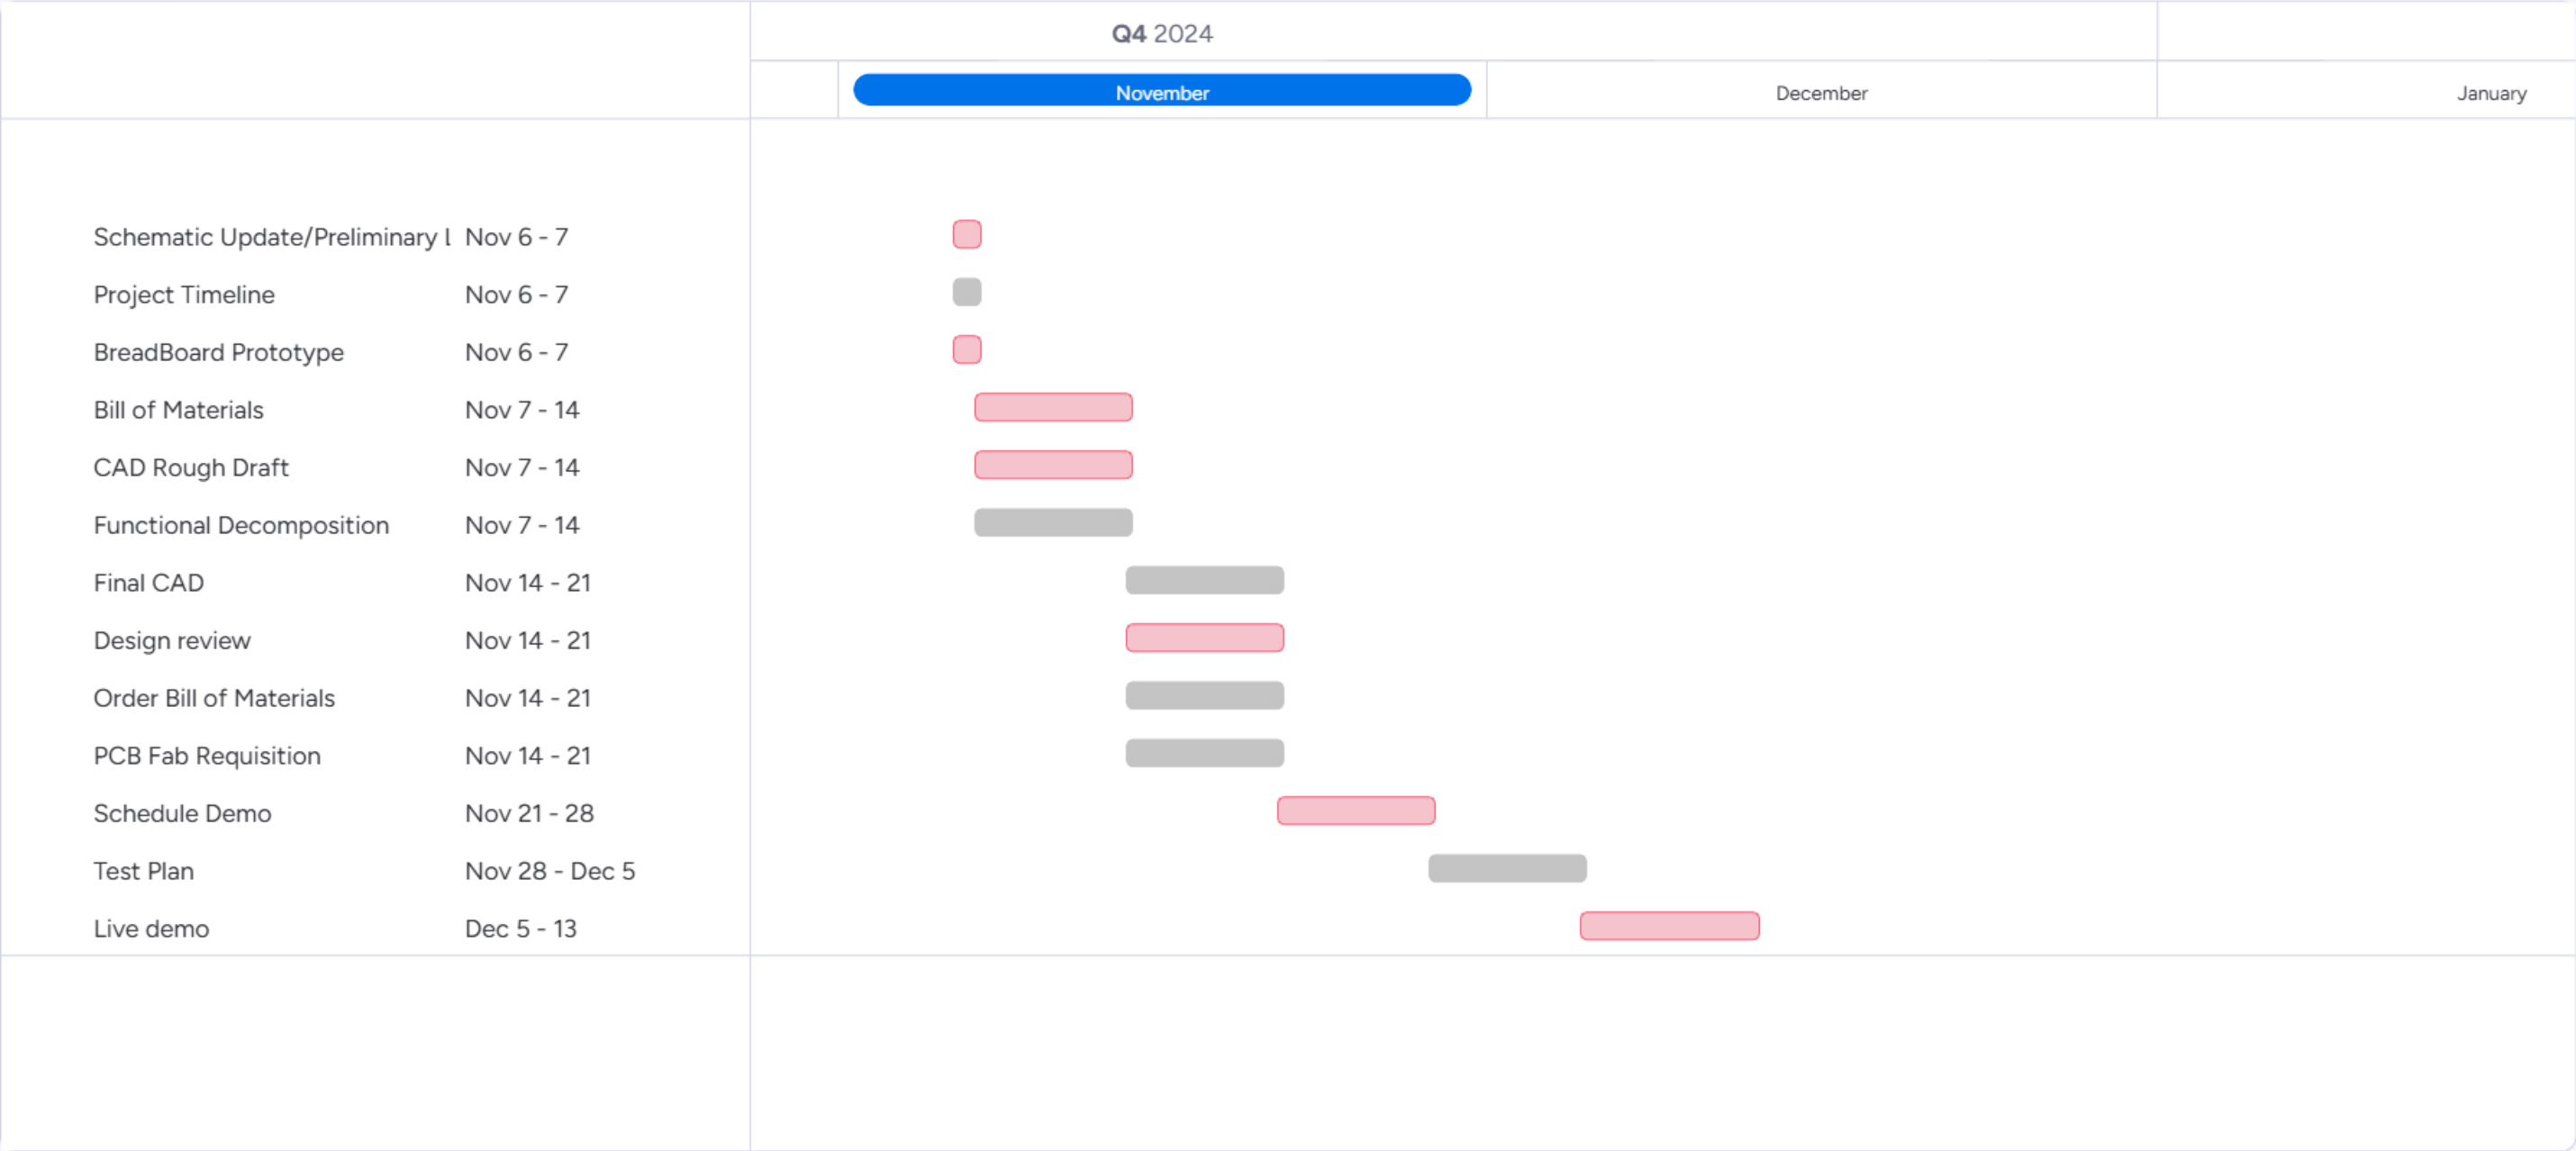 Q4 2024
November December January
Schematic Update/Preliminary Nov 6 - 7
Project Timeline Nov 6 - 7
BreadBoard Prototype Nov 6 - 7
Bill of Materials Nov 7 - 14
CAD Rough Draft Nov 7 - 14
Functional Decomposition Nov 7 - 14
Final CAD Nov 14 - 21
Design review Nov 14 - 21
Order Bill of Materials Nov 14 - 21
PCB Fab Requisition Nov 14 - 21
Schedule Demo Nov 21 - 28
Test Plan Nov 28 - Dec 5
Live demo Dec 5 - 13